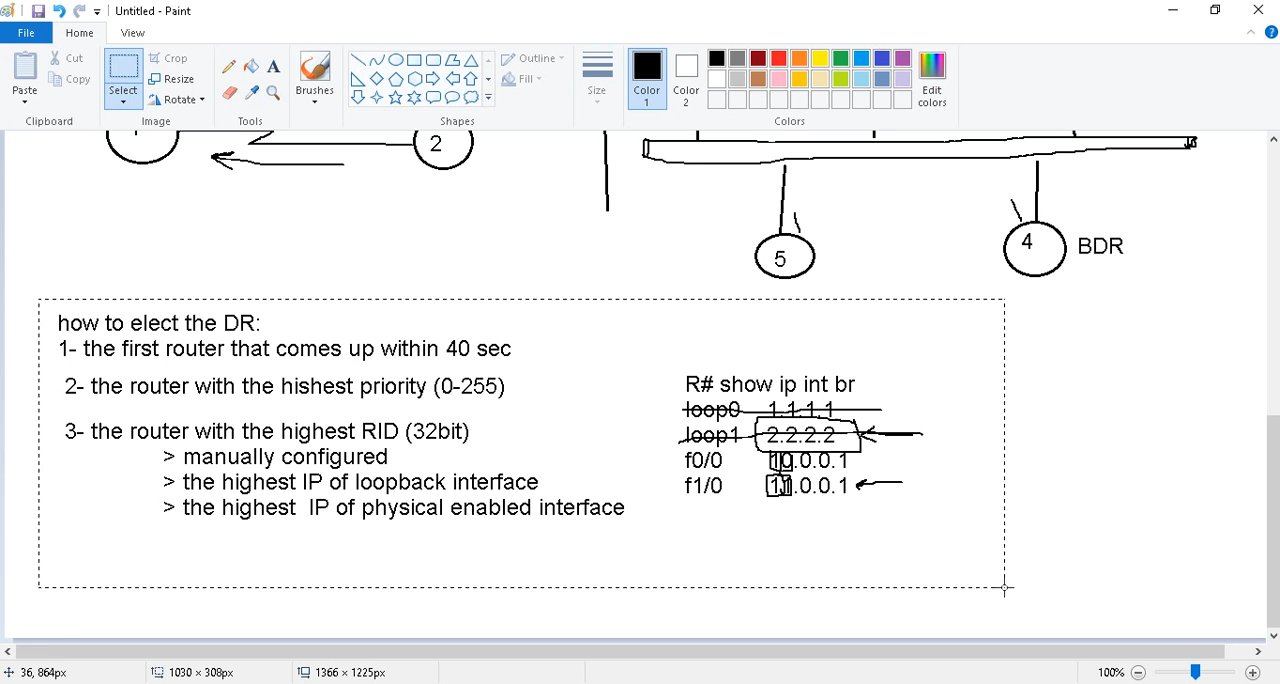 Untitled - Paint
File
Home
View
Paste
Cut
Copy
Clipboard
Select
Crop
Resize
Rotate
Image
A
Tools
Brushes
Shapes
Outline
Fill
Size
Color 1
Color 2
Edit colors
Colors
2
5
4
BDR
how to elect the DR:
1- the first router that comes up within 40 sec
2- the router with the hishest priority (0-255)
3- the router with the highest RID (32bit)
> manually configured
> the highest IP of loopback interface
> the highest IP of physical enabled interface
R# show ip int br
loop0 1.1.1.1
loop1 2.2.2.2
f0/0 10.0.0.1
f1/0 11.0.0.1
36, 864px
1030 × 308px
1366 × 1225px
100%